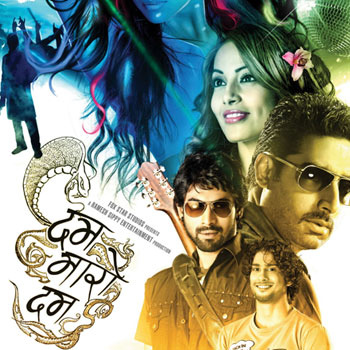 FOX STAR STUDIOS PRESENTS
A RAMESH SIPPY ENTERTAINMENT PRODUCTION
दम
मारो
दम